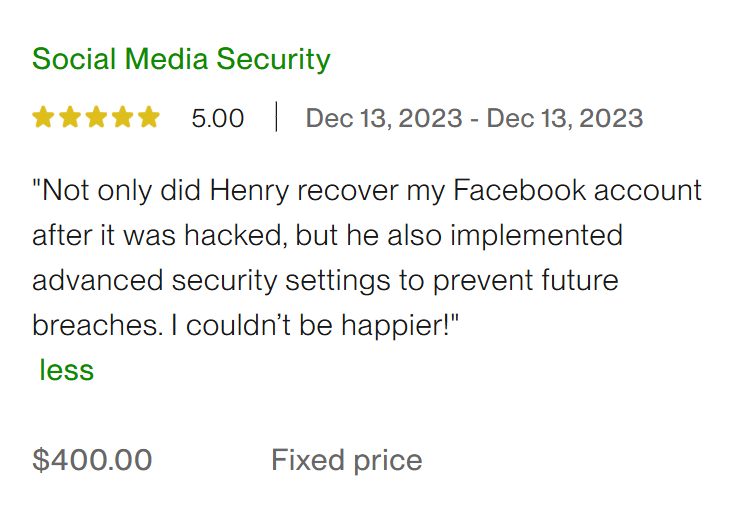 Social Media Security
5.00 | Dec 13, 2023 - Dec 13, 2023
"Not only did Henry recover my Facebook account
after it was hacked, but he also implemented
advanced security settings to prevent future
breaches. I couldn’t be happier!"
less
$400.00 Fixed price